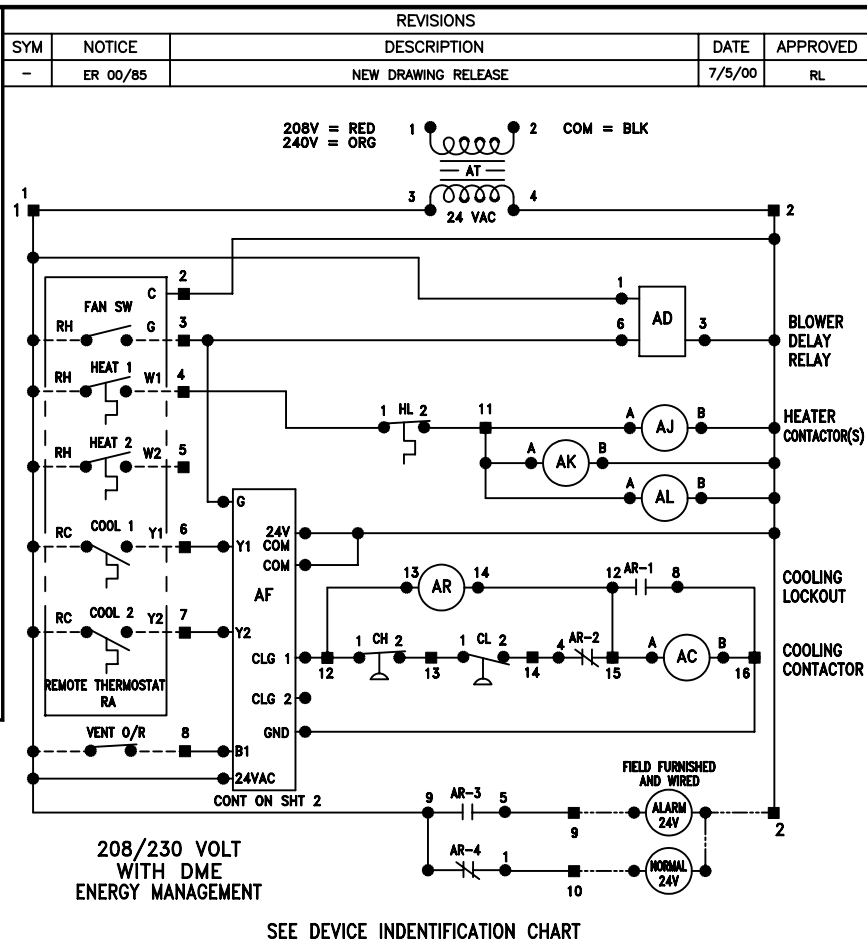 REVISIONS
SYM NOTICE DESCRIPTION DATE APPROVED
- ER 00/85 NEW DRAWING RELEASE 7/5/00 RL
208V = RED 1 2 COM = BLK
240V = ORG
AT
3 4
24 VAC
1
1 2
2
C
1
FAN SW
RH G 3 6 AD 3 BLOWER
DELAY
RELAY
HEAT 1
RH W1 4
1 HL 2 11 A AJ B HEATER
CONTACTOR(S)
HEAT 2
RH W2 5
A AK B
A AL B
G
RC COOL 1 Y1 6 Y1 24V
COM
COM
AF
13 AR 14 12 AR-1 8 COOLING
LOCKOUT
RC COOL 2 Y2 7 Y2
CLG 1 12 1 CH 2 13 1 CL 2 14 4 AR-2 15 A AC B 16 COOLING
CONTACTOR
REMOTE THERMOSTAT
RA
CLG 2
GND
VENT O/R 8 B1
24VAC
CONT ON SHT 2
FIELD FURNISHED
AND WIRED
9 AR-3 5 9 ALARM
24V
2
AR-4 1 10 NORMAL
24V
208/230 VOLT
WITH DME
ENERGY MANAGEMENT
SEE DEVICE INDENTIFICATION CHART